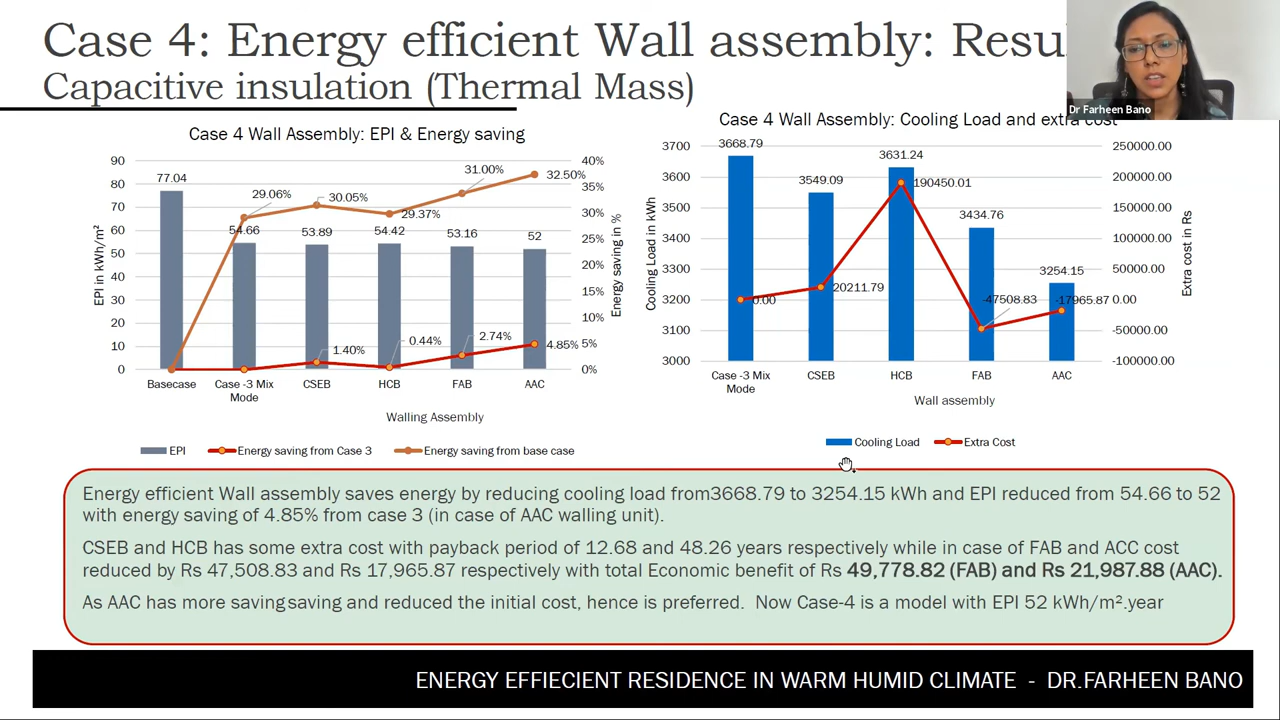 Case 4: Energy efficient Wall assembly: Resu
Capacitive insulation (Thermal Mass)
Dr Farheen Bano
Case 4 Wall Assembly: EPI & Energy saving
90
80
70
60
50
40
30
20
10
0
EPI in kWh/m²
77.04
54.66
53.89
54.42
53.16
52
29.06%
30.05%
29.37%
31.00%
32.50%
1.40%
0.44%
2.74%
4.85%
40%
35%
30%
25%
20%
15%
10%
5%
0%
Energy saving in %
Basecase
Case -3 Mix
Mode
CSEB
HCB
FAB
AAC
Walling Assembly
EPI
Energy saving from Case 3
Energy saving from base case
Case 4 Wall Assembly: Cooling Load and extra cost
3700
3600
3500
3400
3300
3200
3100
3000
Cooling Load in kWh
3668.79
3549.09
3631.24
3434.76
3254.15
0.00
20211.79
190450.01
-47508.83
-17965.87
250000.00
200000.00
150000.00
100000.00
50000.00
0.00
-50000.00
-100000.00
Extra cost in Rs
Case -3 Mix
Mode
CSEB
HCB
FAB
AAC
Wall assembly
Cooling Load
Extra Cost
Energy efficient Wall assembly saves energy by reducing cooling load from3668.79 to 3254.15 kWh and EPI reduced from 54.66 to 52
with energy saving of 4.85% from case 3 (in case of AAC walling unit).
CSEB and HCB has some extra cost with payback period of 12.68 and 48.26 years respectively while in case of FAB and ACC cost
reduced by Rs 47,508.83 and Rs 17,965.87 respectively with total Economic benefit of Rs 49,778.82 (FAB) and Rs 21,987.88 (AAC).
As AAC has more saving saving and reduced the initial cost, hence is preferred. Now Case-4 is a model with EPI 52 kWh/m².year
ENERGY EFFIECIENT RESIDENCE IN WARM HUMID CLIMATE - DR.FARHEEN BANO